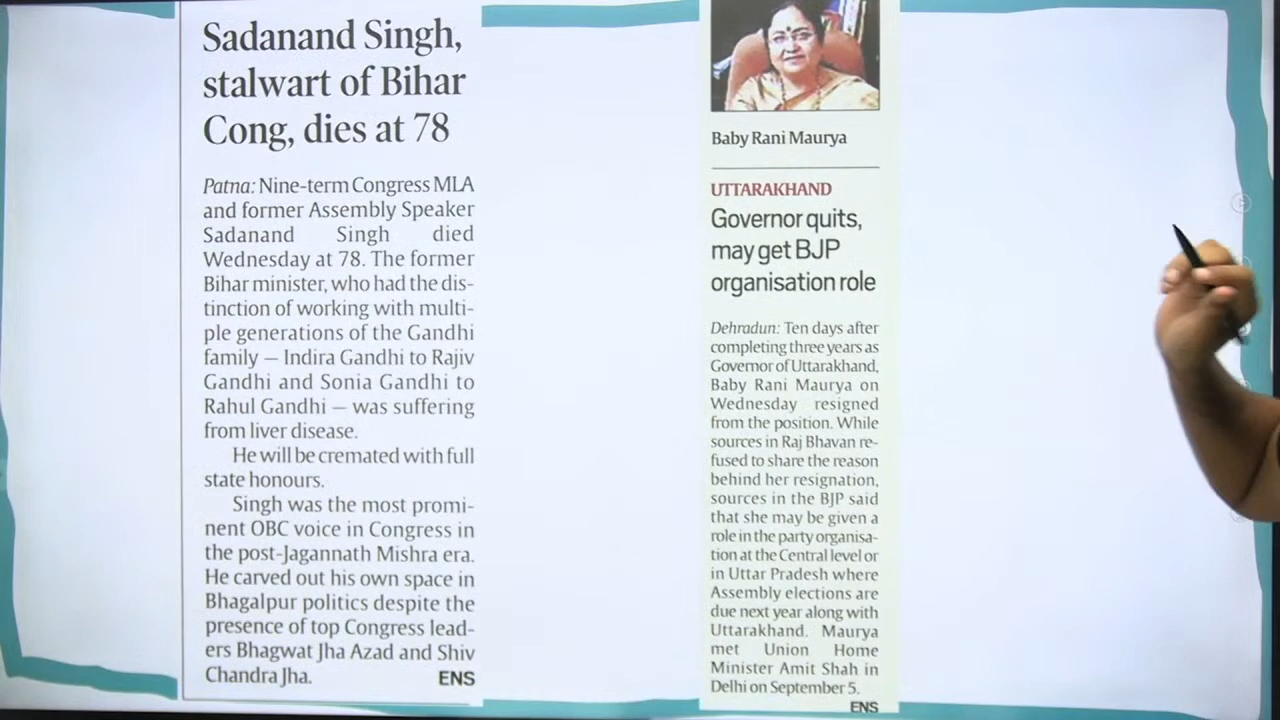 Sadanand Singh,
stalwart of Bihar
Cong, dies at 78
Patna: Nine-term Congress MLA
and former Assembly Speaker
Sadanand Singh died
Wednesday at 78. The former
Bihar minister, who had the dis-
tinction of working with multi-
ple generations of the Gandhi
family — Indira Gandhi to Rajiv
Gandhi and Sonia Gandhi to
Rahul Gandhi — was suffering
from liver disease.
He will be cremated with full
state honours.
Singh was the most promi-
nent OBC voice in Congress in
the post-Jagannath Mishra era.
He carved out his own space in
Bhagalpur politics despite the
presence of top Congress lead-
ers Bhagwat Jha Azad and Shiv
Chandra Jha. ENS
Baby Rani Maurya
UTTARAKHAND
Governor quits,
may get BJP
organisation role
Dehradun: Ten days after
completing three years as
Governor of Uttarakhand,
Baby Rani Maurya on
Wednesday resigned
from the position. While
sources in Raj Bhavan re-
fused to share the reason
behind her resignation,
sources in the BJP said
that she may be given a
role in the party organisa-
tion at the Central level or
in Uttar Pradesh where
Assembly elections are
due next year along with
Uttarakhand. Maurya
met Union Home
Minister Amit Shah in
Delhi on September 5.
ENS